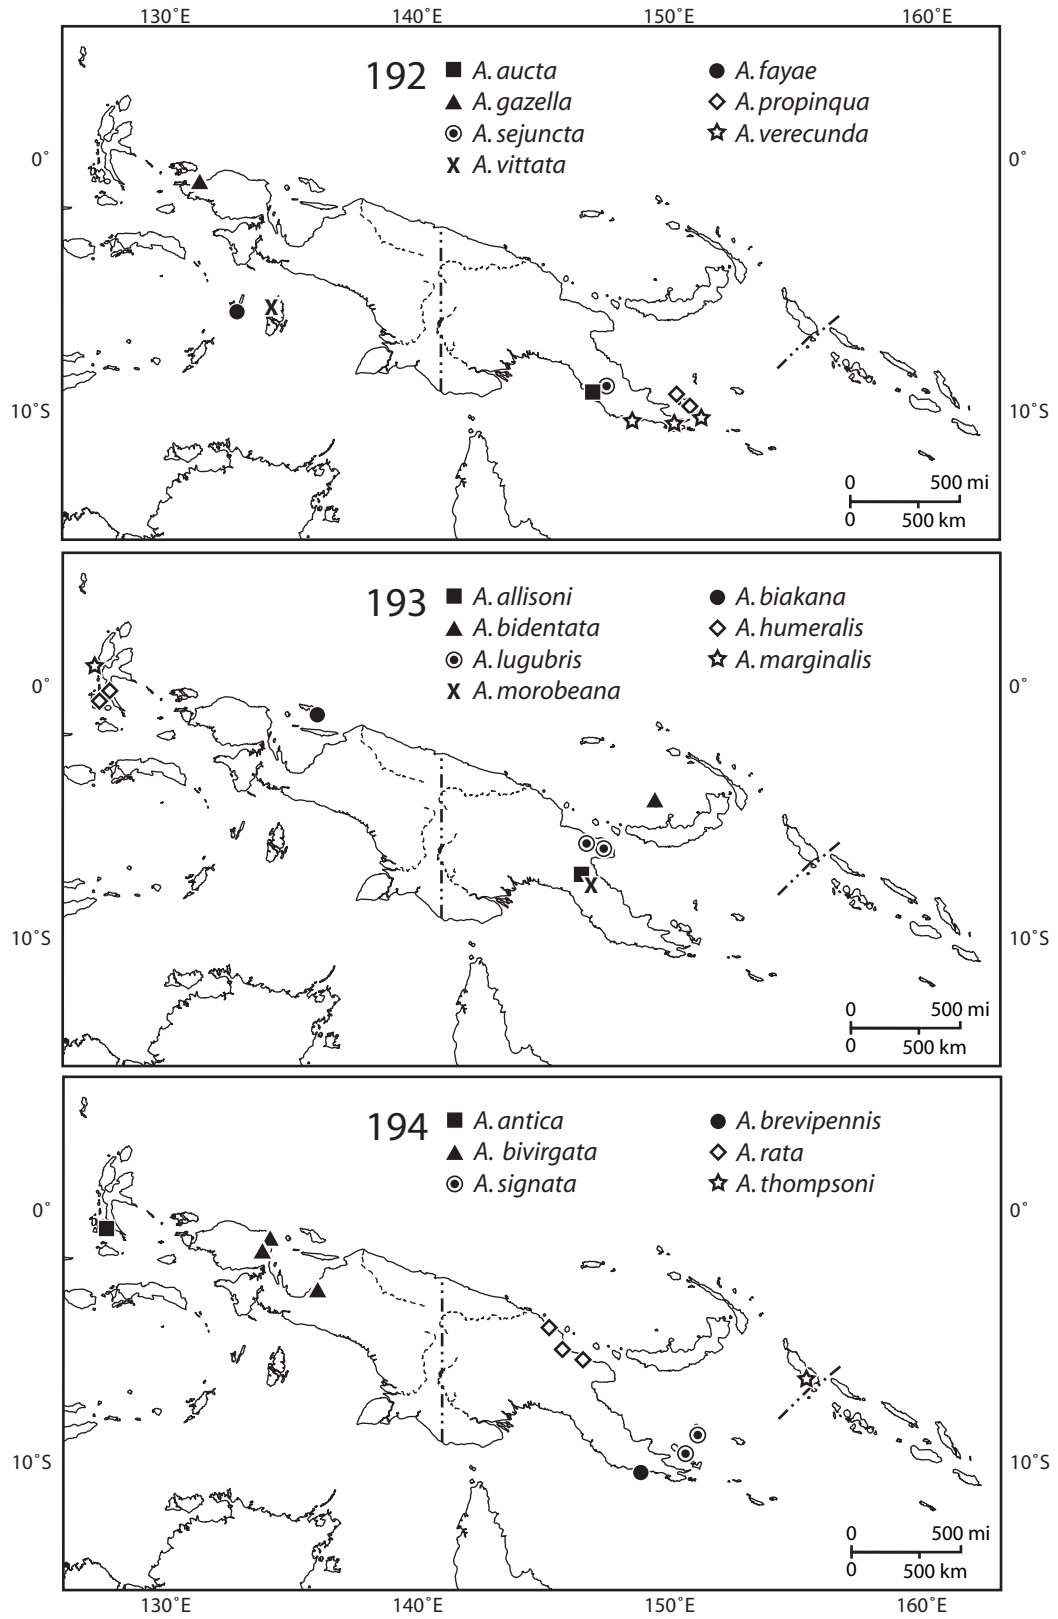 130˚E 140˚E 150˚E 160˚E
192 A. aucta A. fayae
A. gazella A. propinqua
A. sejuncta A. verecunda
0˚ A. vittata 0˚
10˚S 10˚S
0 500 mi
0 500 km
193 A. allisoni A. biakana
A. bidentata A. humeralis
A. lugubris A. marginalis
0˚ A. morobeana 0˚
10˚S 10˚S
0 500 mi
0 500 km
194 A. antica A. brevipennis
A. bivirgata A. rata
A. signata A. thompsoni
0˚ 0˚
10˚S 10˚S
0 500 mi
0 500 km
130˚E 140˚E 150˚E 160˚E